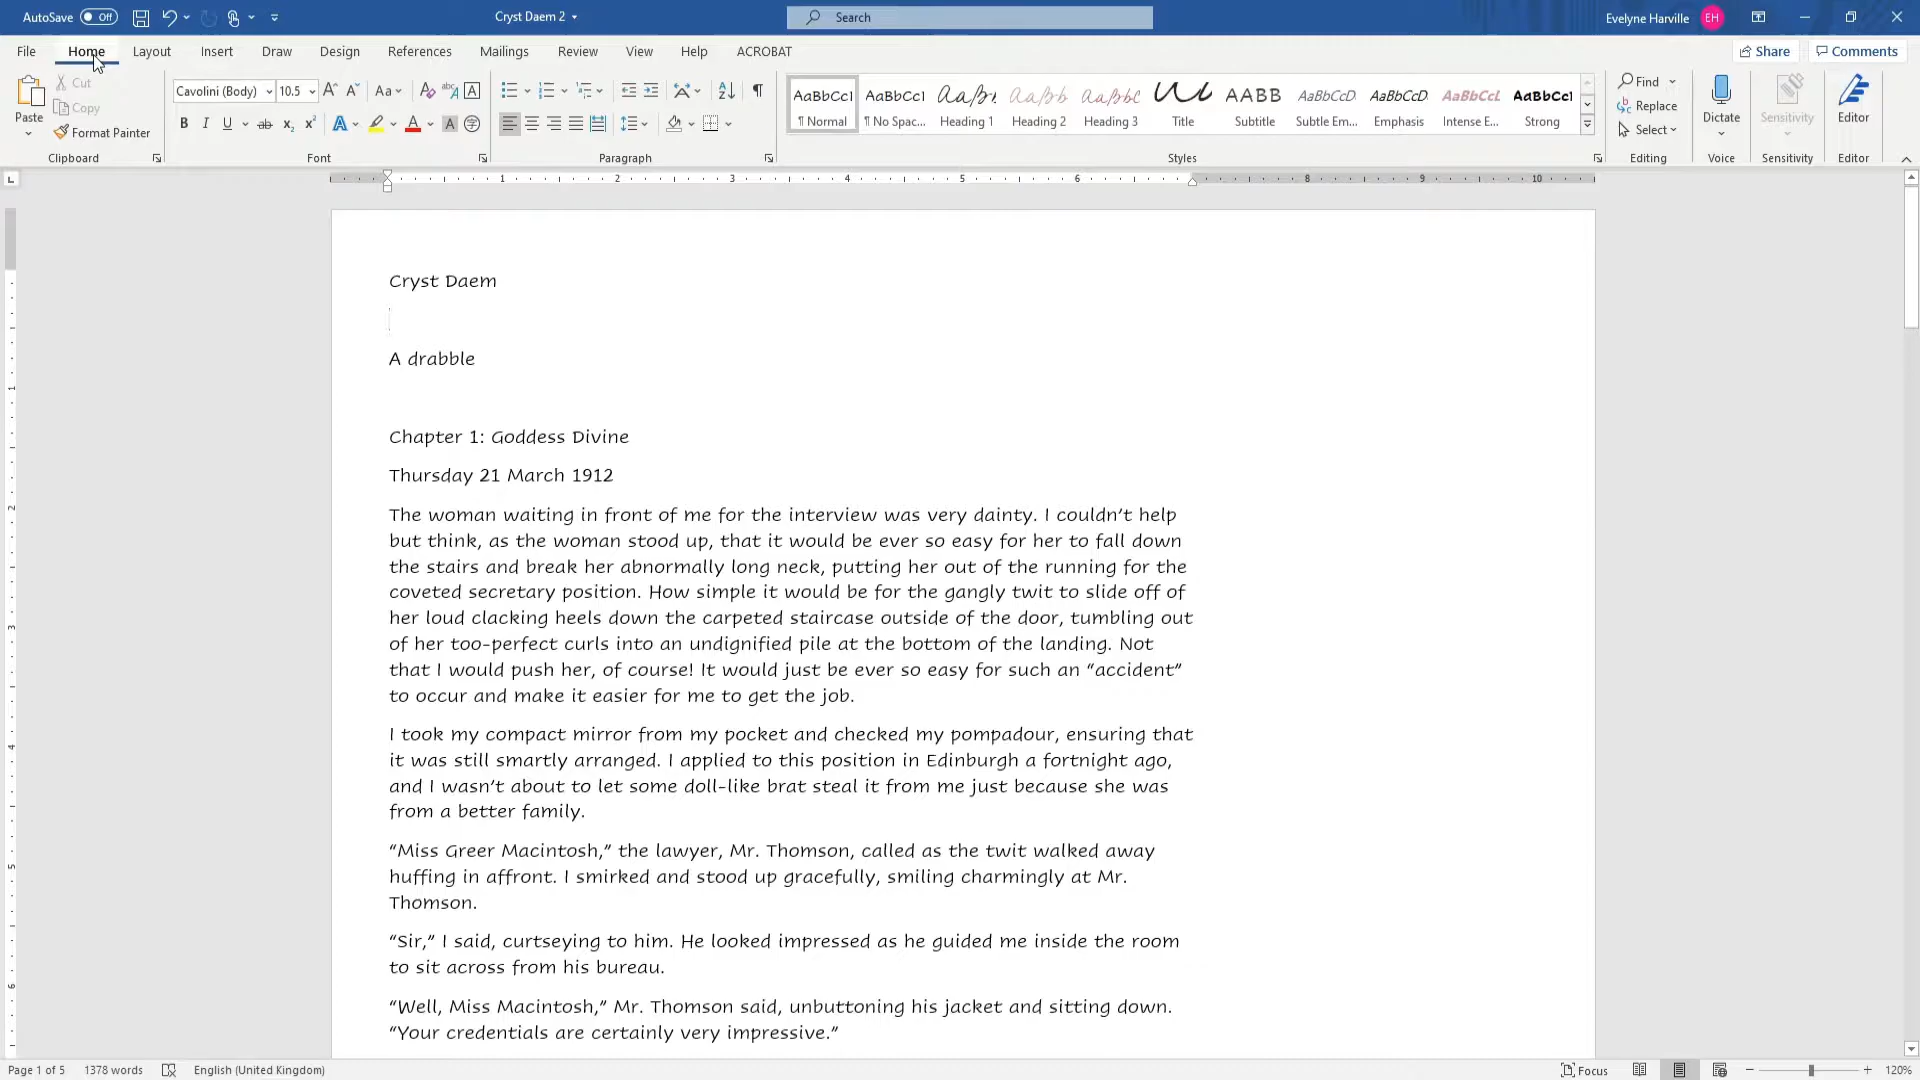 AutoSave Off Cryst Daem 2 Search Evelyne Harville EH
File Home Layout Insert Draw Design References Mailings Review View Help ACROBAT Share Comments
Paste Cut Copy Format Painter Clipboard
Cavolini (Body) 10.5 Font
Paragraph
AaBbCcI AaBbCcI AaBbCcD AaBbCcD AaBbCcI
¶ Normal ¶ No Spac... Heading 1 Heading 2 Heading 3 Title Subtitle Subtle Em... Emphasis Intense E... Strong
Styles
Find Replace Select Editing
Dictate Voice
Sensitivity Sensitivity
Editor Editor
1 2 3 4 5 6 8 9 10
Cryst Daem
A drabble
Chapter 1: Goddess Divine
Thursday 21 March 1912
The woman waiting in front of me for the interview was very dainty. I couldn’t help
but think, as the woman stood up, that it would be ever so easy for her to fall down
the stairs and break her abnormally long neck, putting her out of the running for the
coveted secretary position. How simple it would be for the gangly twit to slide off of
her loud clacking heels down the carpeted staircase outside of the door, tumbling out
of her too-perfect curls into an undignified pile at the bottom of the landing. Not
that I would push her, of course! It would just be ever so easy for such an “accident”
to occur and make it easier for me to get the job.
I took my compact mirror from my pocket and checked my pompadour, ensuring that
it was still smartly arranged. I applied to this position in Edinburgh a fortnight ago,
and I wasn’t about to let some doll-like brat steal it from me just because she was
from a better family.
“Miss Greer Macintosh,” the lawyer, Mr. Thomson, called as the twit walked away
huffing in affront. I smirked and stood up gracefully, smiling charmingly at Mr.
Thomson.
“Sir,” I said, curtseying to him. He looked impressed as he guided me inside the room
to sit across from his bureau.
“Well, Miss Macintosh,” Mr. Thomson said, unbuttoning his jacket and sitting down.
“Your credentials are certainly very impressive.”
Page 1 of 5 1378 words English (United Kingdom) Focus 120%